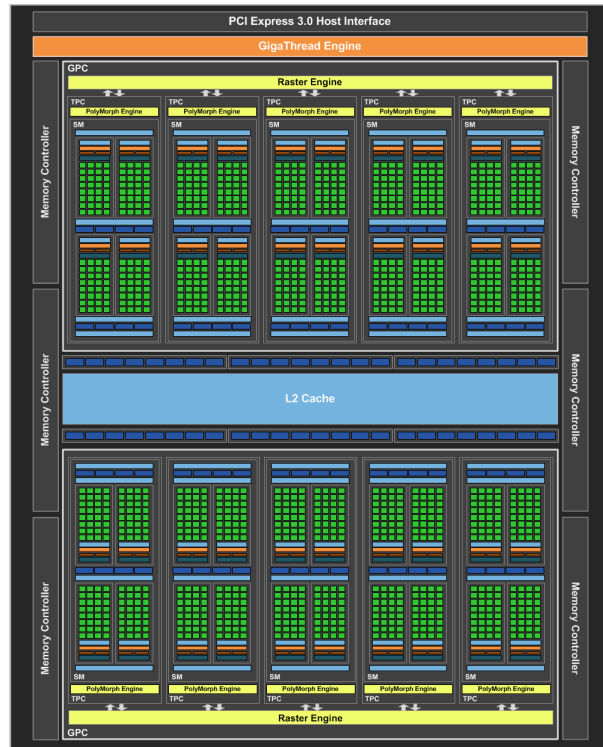 PCI Express 3.0 Host Interface
GigaThread Engine
GPC
Raster Engine
TPC
TPC
TPC
TPC
TPC
PolyMorph Engine
PolyMorph Engine
PolyMorph Engine
PolyMorph Engine
PolyMorph Engine
SM
SM
SM
SM
SM
Memory Controller
Memory Controller
Memory Controller
L2 Cache
Memory Controller
Memory Controller
Memory Controller
SM
SM
SM
SM
SM
PolyMorph Engine
PolyMorph Engine
PolyMorph Engine
PolyMorph Engine
PolyMorph Engine
TPC
TPC
TPC
TPC
TPC
Raster Engine
GPC